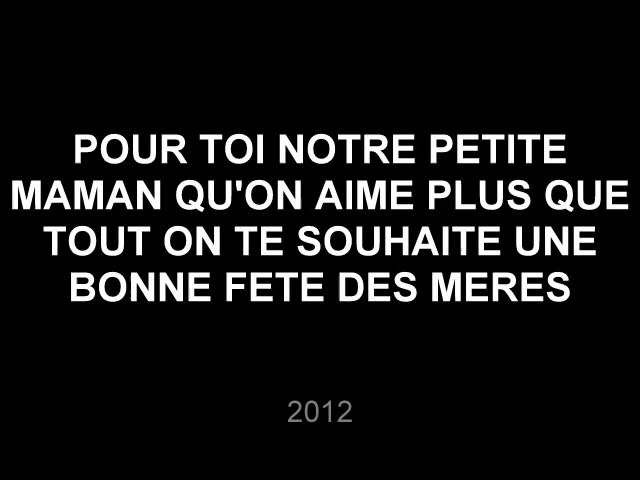 POUR TOI NOTRE PETITE
MAMAN QU'ON AIME PLUS QUE
TOUT ON TE SOUHAITE UNE
BONNE FETE DES MERES
2012